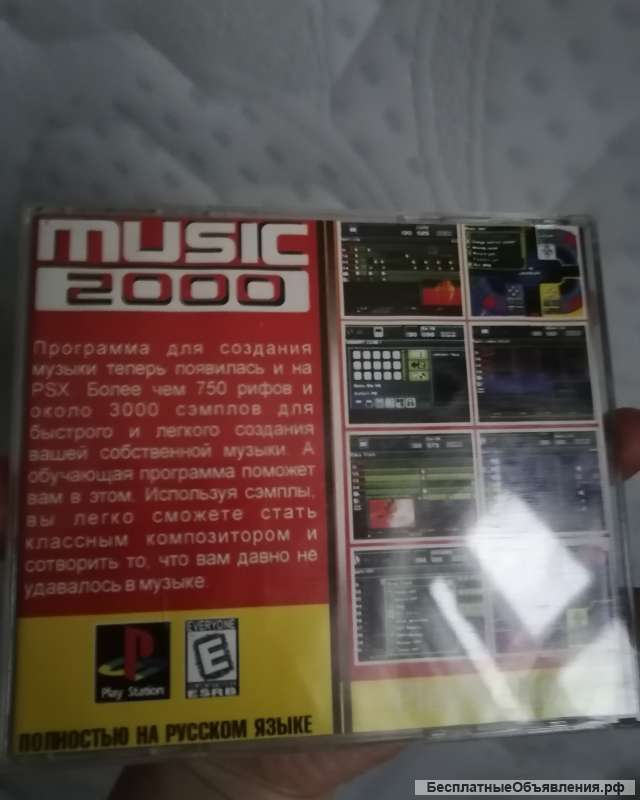 MUSIC
2000
Программа для создания
музыки теперь появилась и на
PSX. Более чем 750 рифов и
около 3000 сэмплов для
быстрого и легкого создания
вашей собственной музыки. А
обучающая программа поможет
вам в этом. Используя сэмплы,
вы легко сможете стать
классным композитором и
сотворить то, что вам давно не
удавалось в музыке.
Play Station
EVERYONE
E
ESRB
ПОЛНОСТЬЮ НА РУССКОМ ЯЗЫКЕ
БесплатныеОбъявления.рф